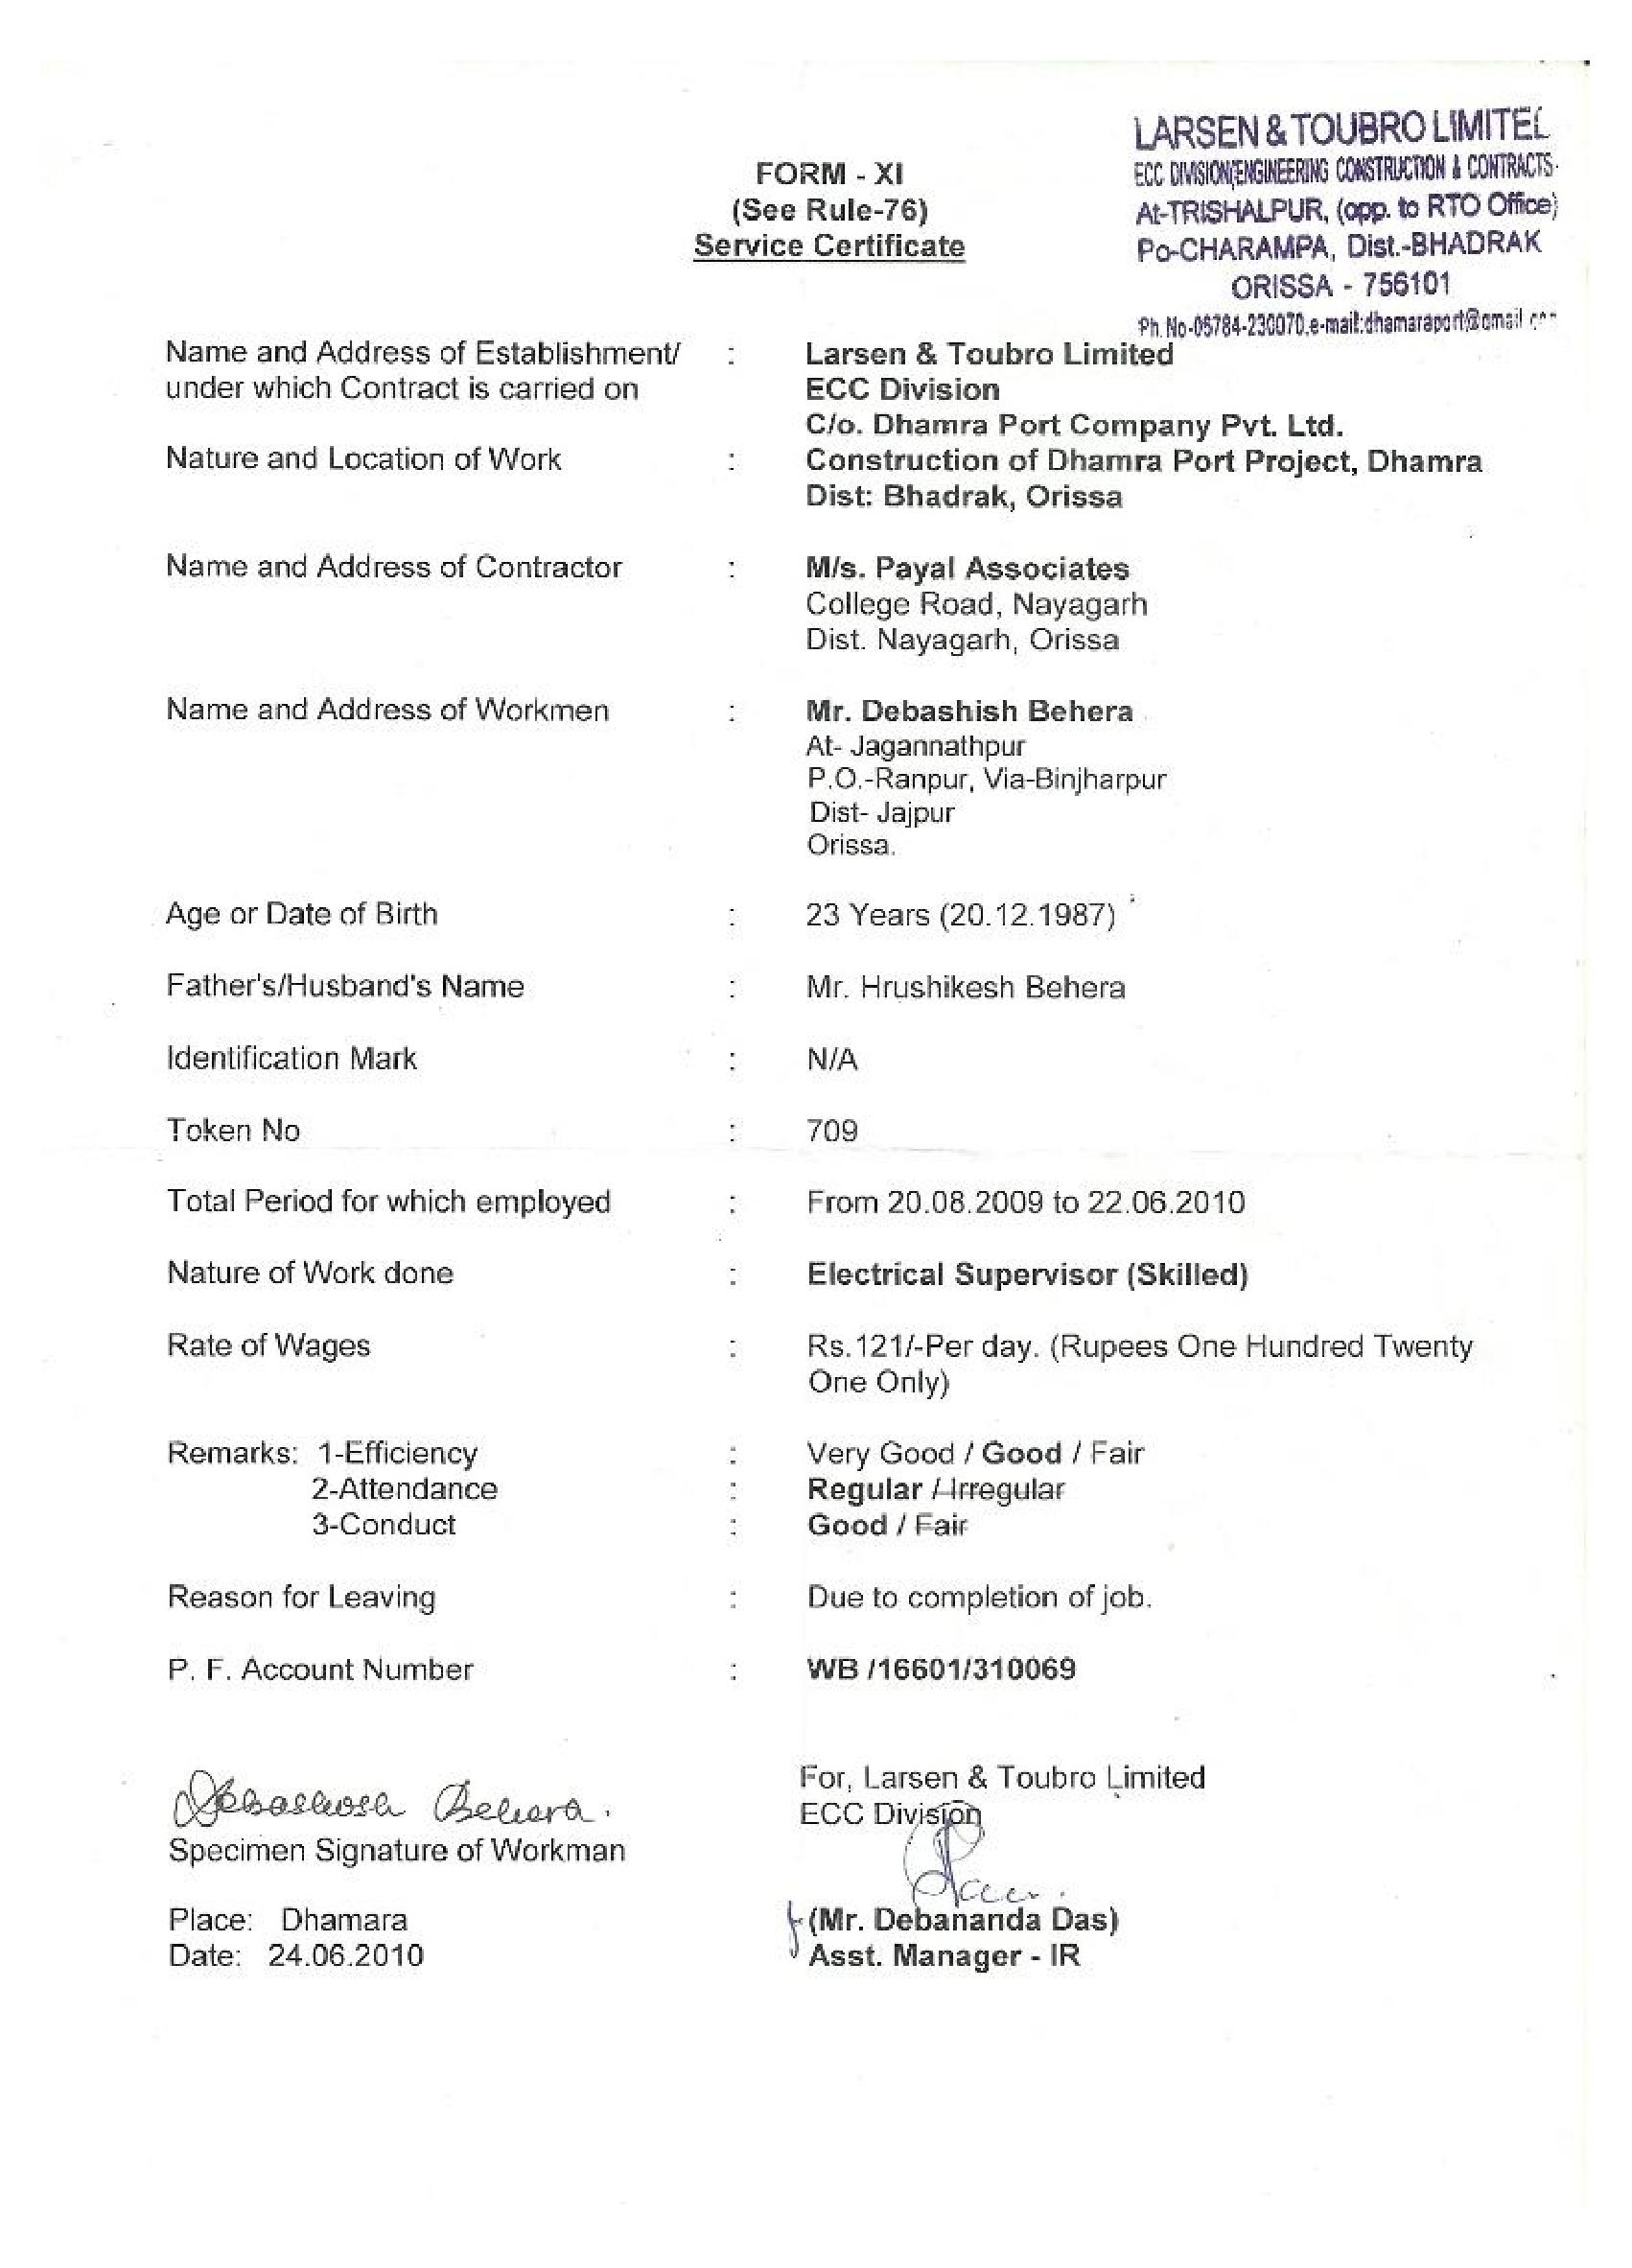 LARSEN & TOUBRO LIMITED
ECC DIVISION(ENGINEERING CONSTRUCTION & CONTRACTS-
At-TRISHALPUR, (opp. to RTO Office)
Po-CHARAMPA, Dist.-BHADRAK
ORISSA - 756101
Ph. No-06784-230070,e-mail:dhamaraport@gmail
FORM - XI
(See Rule-76)
Service Certificate
Name and Address of Establishment/ : Larsen & Toubro Limited
under which Contract is carried on ECC Division
C/o. Dhamra Port Company Pvt. Ltd.
Nature and Location of Work : Construction of Dhamra Port Project, Dhamra
Dist: Bhadrak, Orissa
Name and Address of Contractor : M/s. Payal Associates
College Road, Nayagarh
Dist. Nayagarh, Orissa
Name and Address of Workmen : Mr. Debashish Behera
At- Jagannathpur
P.O.-Ranpur, Via-Binjharpur
Dist- Jajpur
Orissa.
Age or Date of Birth : 23 Years (20.12.1987)
Father's/Husband's Name : Mr. Hrushikesh Behera
Identification Mark : N/A
Token No : 709
Total Period for which employed : From 20.08.2009 to 22.06.2010
Nature of Work done : Electrical Supervisor (Skilled)
Rate of Wages : Rs.121/-Per day. (Rupees One Hundred Twenty
One Only)
Remarks: 1-Efficiency : Very Good / Good / Fair
2-Attendance : Regular / Irregular
3-Conduct : Good / Fair
Reason for Leaving : Due to completion of job.
P. F. Account Number : WB /16601/310069
Debashish Behera.
Specimen Signature of Workman
Place: Dhamara
Date: 24.06.2010
For, Larsen & Toubro Limited
ECC Division
(Mr. Debananda Das)
Asst. Manager - IR